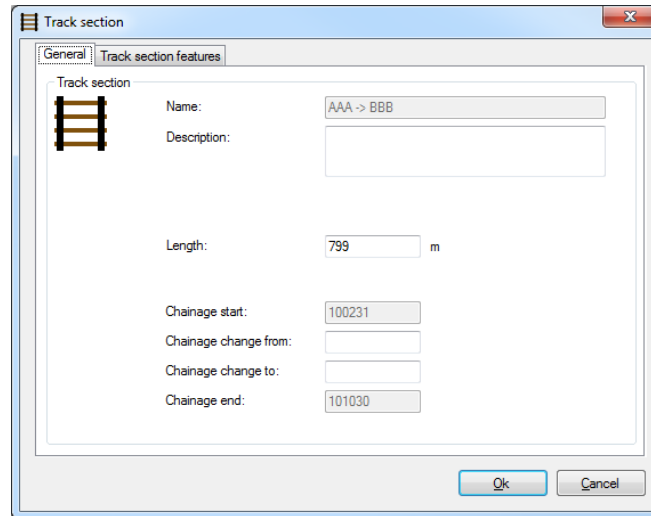 Track section
General Track section features
Track section
Name: AAA -> BBB
Description:
Length: 799 m
Chainage start: 100231
Chainage change from:
Chainage change to:
Chainage end: 101030
Ok Cancel